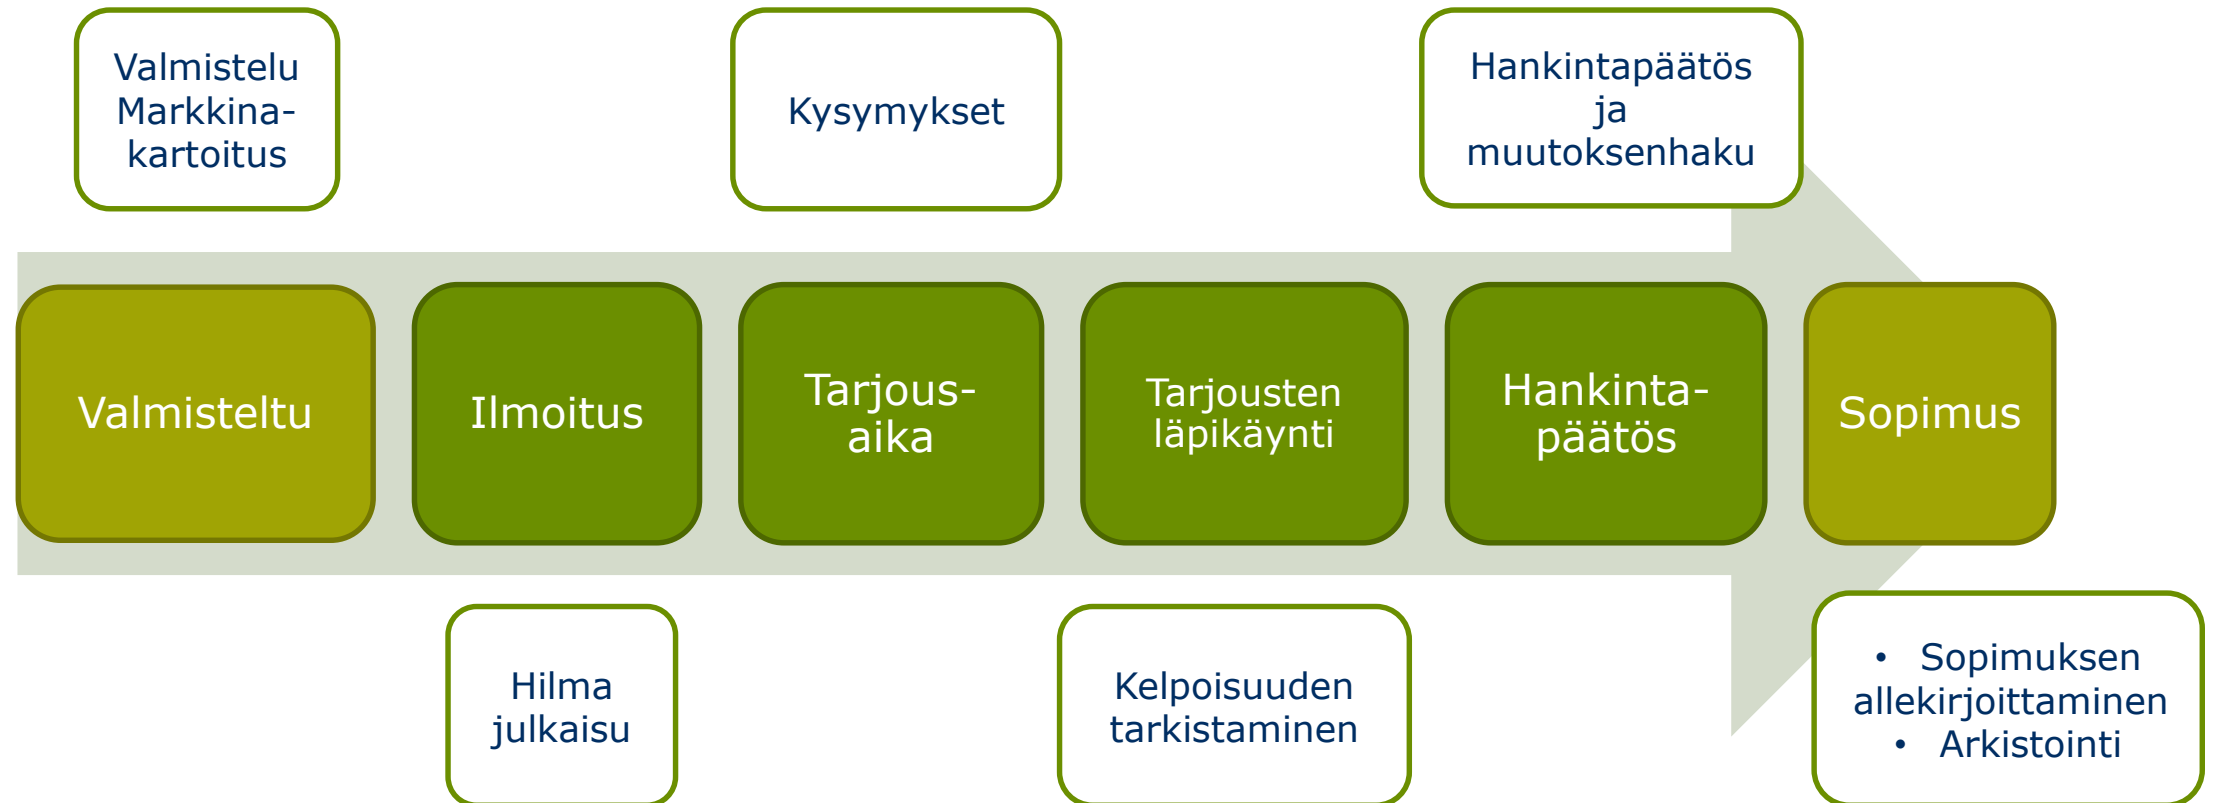 Valmistelu
Markkina-
kartoitus
Kysymykset
Hankintapäätös
ja
muutoksenhaku
Valmisteltu
Ilmoitus
Tarjous-
aika
Tarjousten
läpikäynti
Hankinta-
päätös
Sopimus
Hilma
julkaisu
Kelpoisuuden
tarkistaminen
• Sopimuksen
allekirjoittaminen
• Arkistointi